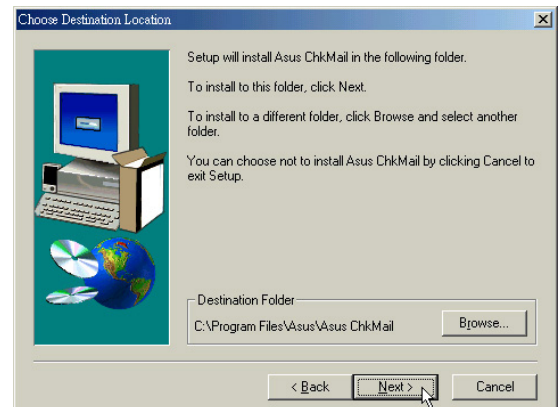 Choose Destination Location
Setup will install Asus ChkMail in the following folder.
To install to this folder, click Next.
To install to a different folder, click Browse and select another
folder.
You can choose not to install Asus ChkMail by clicking Cancel to
exit Setup.
Destination Folder
C:\Program Files\Asus\Asus ChkMail
Browse...
< Back
Next >
Cancel